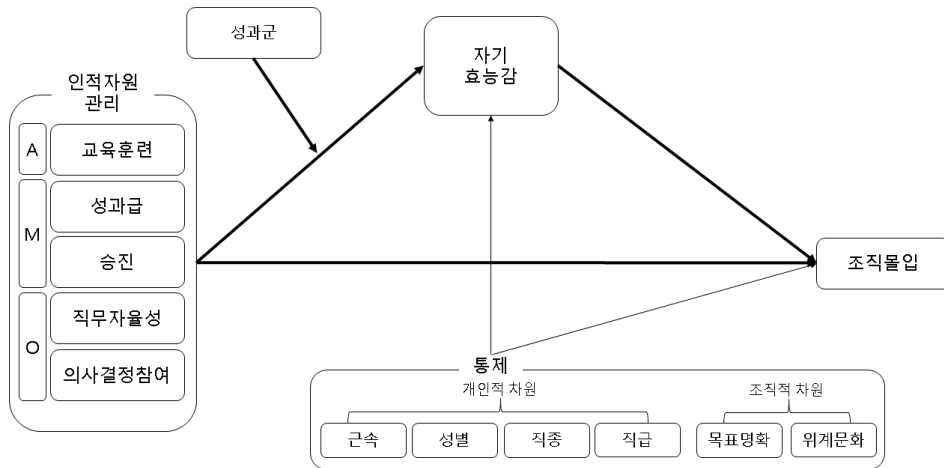 성과군
자기
효능감
인적자원
관리
A
교육훈련
M
성과급
승진
O
직무자율성
의사결정참여
조직몰입
통제
개인적 차원
조직적 차원
근속
성별
직종
직급
목표명확
위계문화